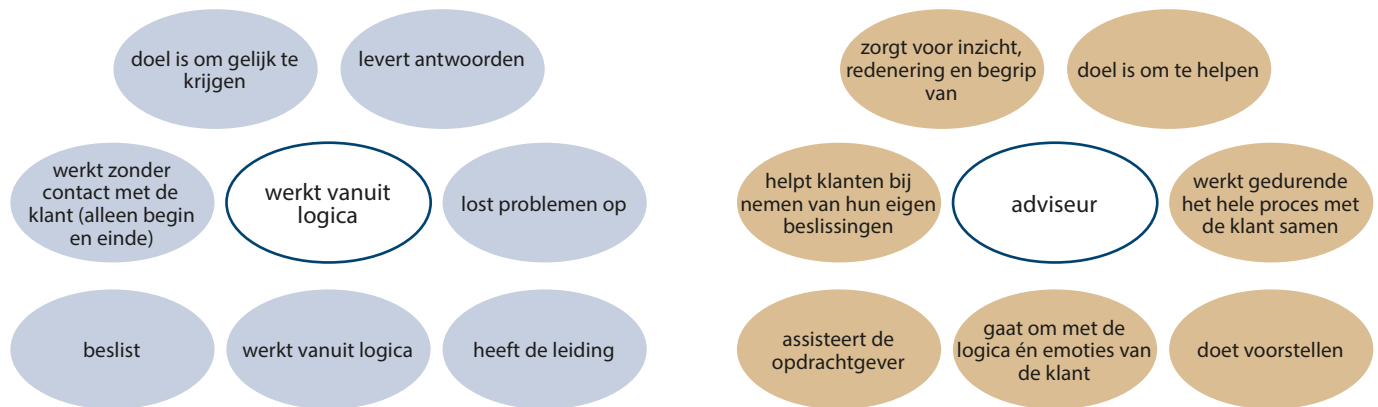 doel is om gelijk te
krijgen
levert antwoorden
werkt zonder
contact met de
klant (alleen begin
en einde)
werkt vanuit
logica
lost problemen op
beslist
werkt vanuit logica
heeft de leiding
zorgt voor inzicht,
redenering en begrip
van
doel is om te helpen
helpt klanten bij
nemen van hun eigen
beslissingen
adviseur
werkt gedurende
het hele proces met
de klant samen
assisteert de
opdrachtgever
gaat om met de
logica én emoties van
de klant
doet voorstellen